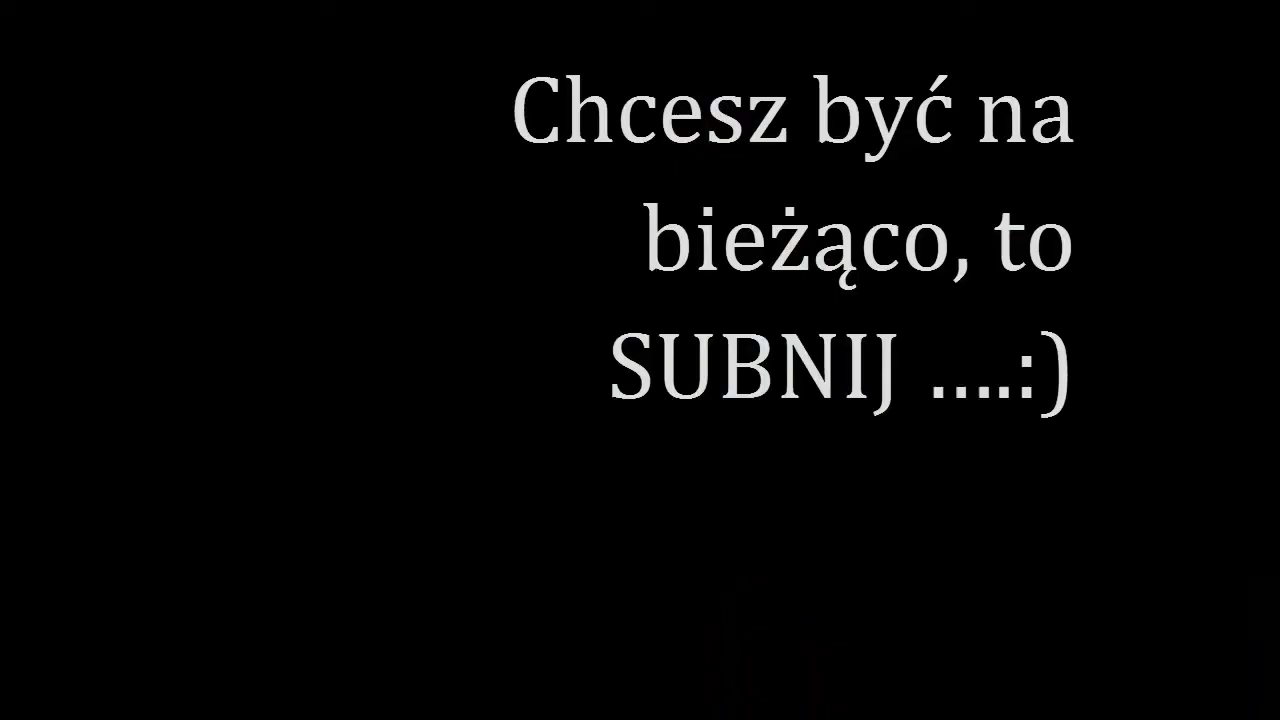 Chcesz być na
bieżąco, to
SUBNIJ ....:)